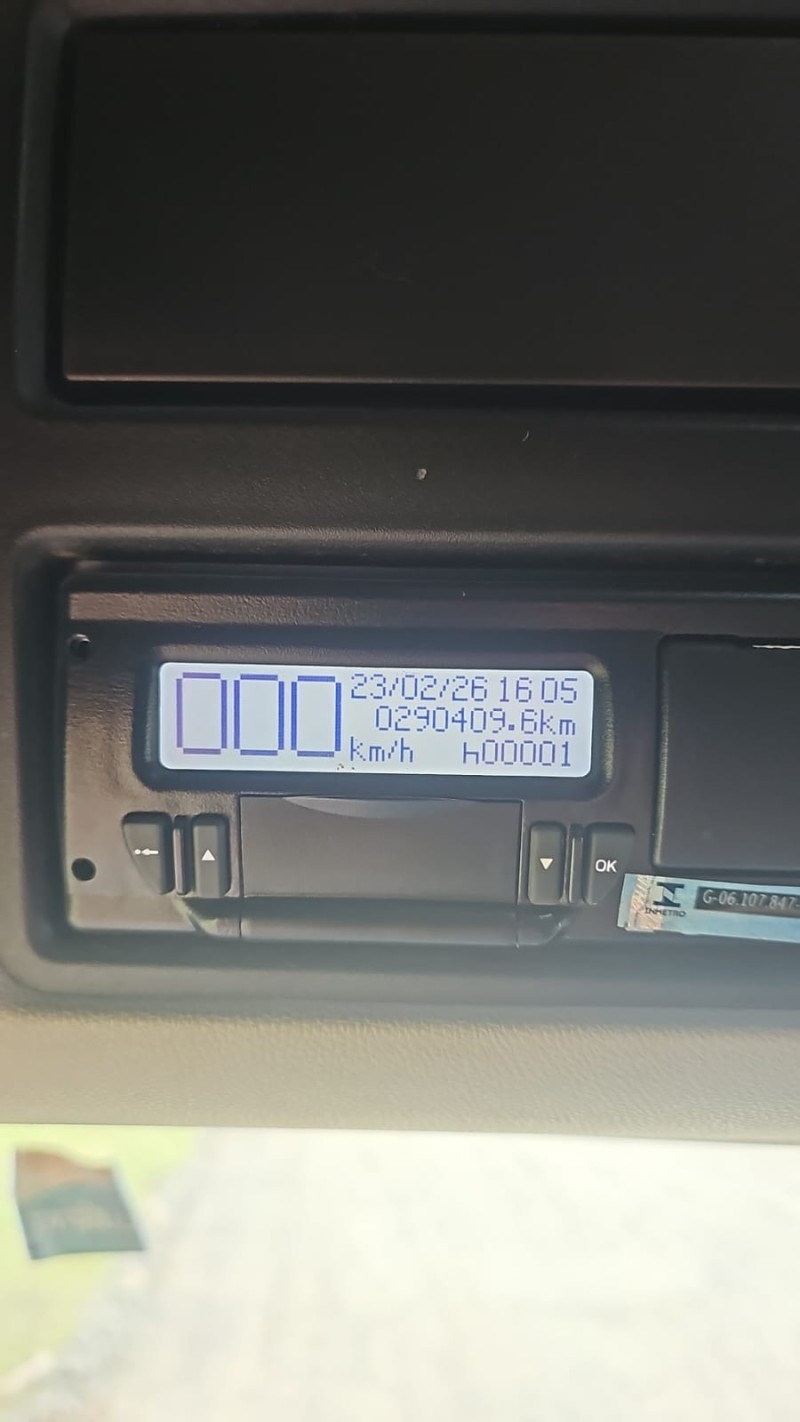 000
23/02/26 16 05
0290409.6km
km/h h00001
OK
INMETRO
G-06.107.847-